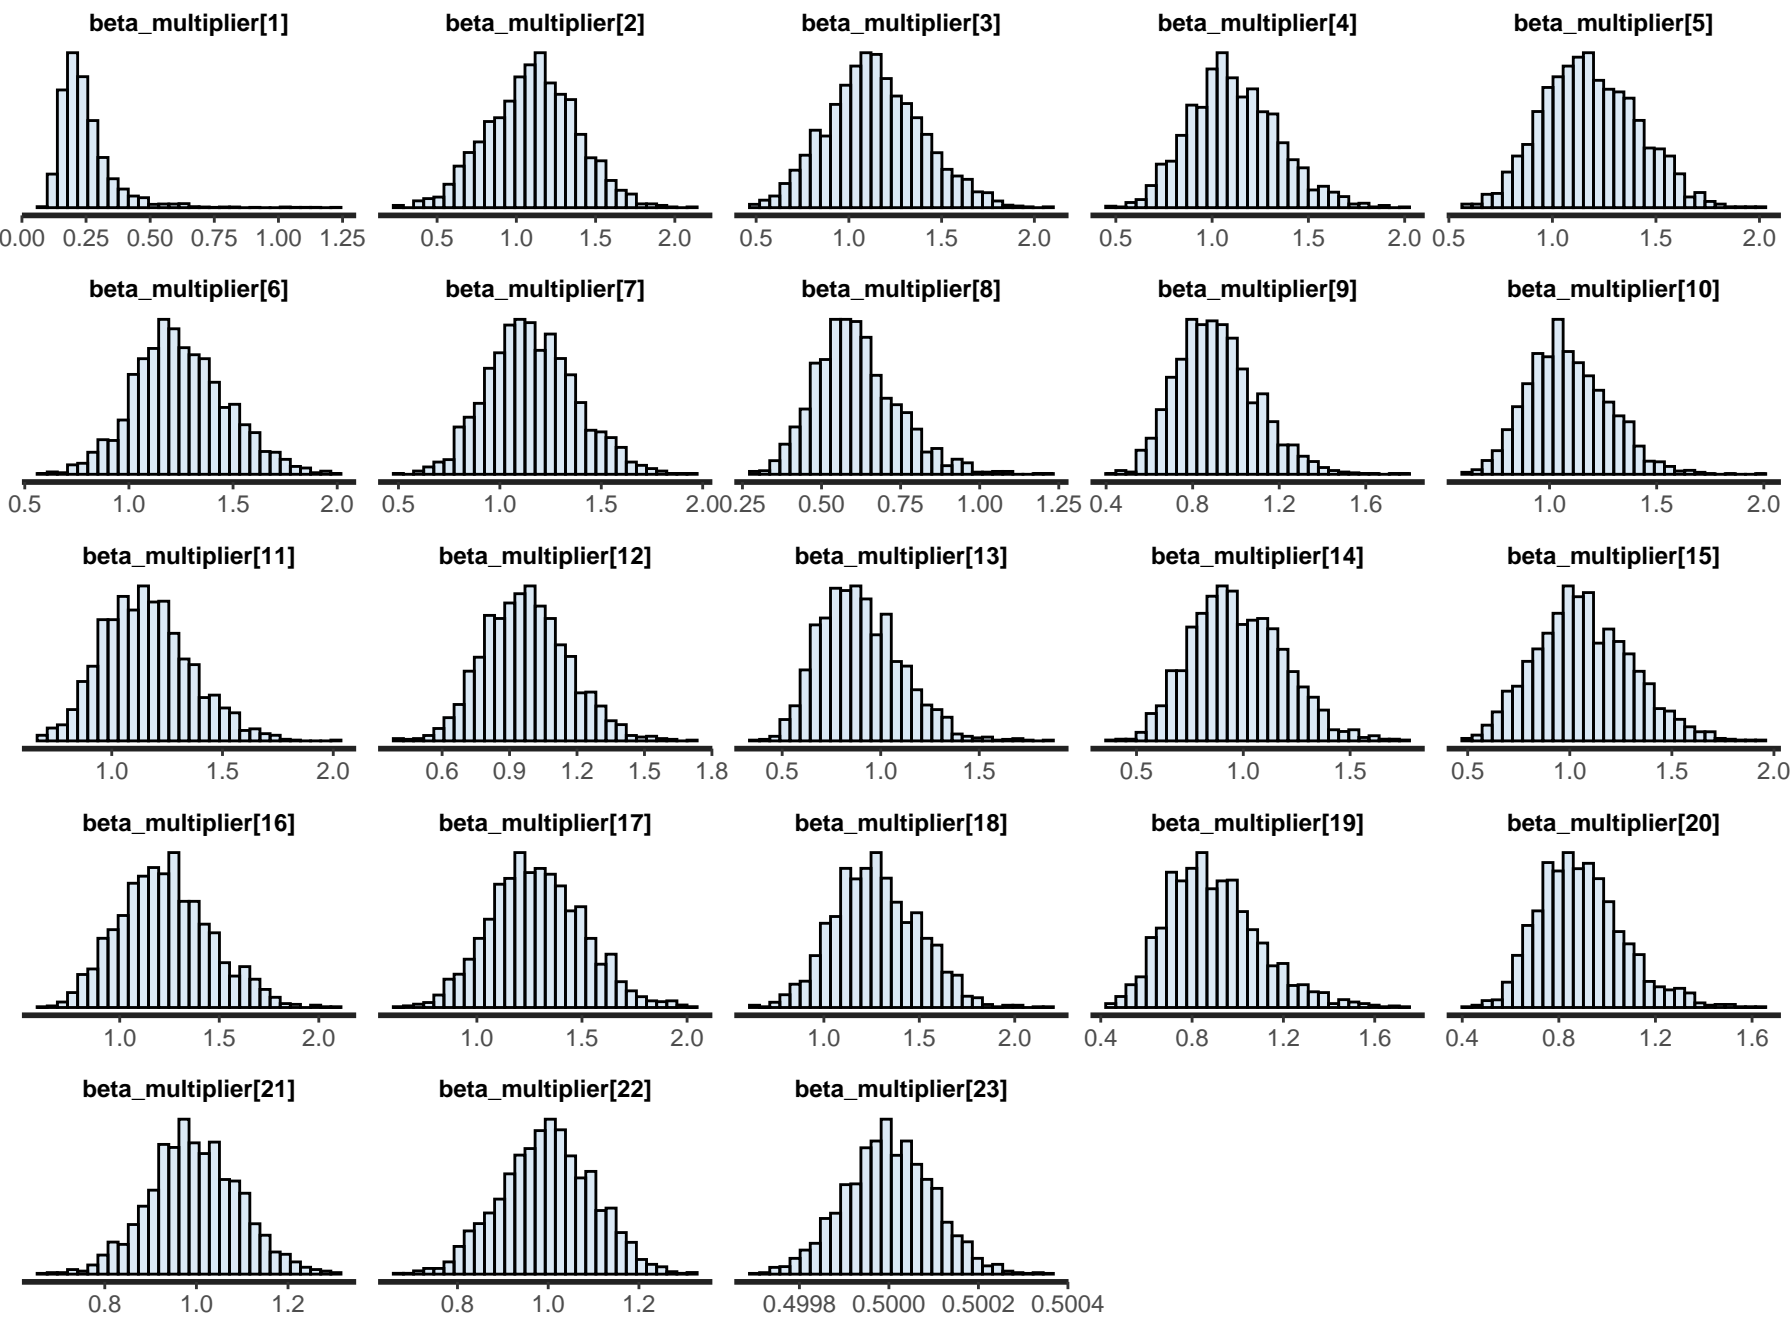 beta_multiplier[1] beta_multiplier[2] beta_multiplier[3] beta_multiplier[4] beta_multiplier[5]
0.00 0.25 0.50 0.75 1.00 1.25 0.5 1.0 1.5 2.0 0.5 1.0 1.5 2.0 0.5 1.0 1.5 2.0 0.5 1.0 1.5 2.0
beta_multiplier[6] beta_multiplier[7] beta_multiplier[8] beta_multiplier[9] beta_multiplier[10]
0.5 1.0 1.5 2.0 0.5 1.0 1.5 2.0 0.25 0.50 0.75 1.00 1.25 0.4 0.8 1.2 1.6 1.0 1.5 2.0
beta_multiplier[11] beta_multiplier[12] beta_multiplier[13] beta_multiplier[14] beta_multiplier[15]
1.0 1.5 2.0 0.6 0.9 1.2 1.5 1.8 0.5 1.0 1.5 0.5 1.0 1.5 0.5 1.0 1.5 2.0
beta_multiplier[16] beta_multiplier[17] beta_multiplier[18] beta_multiplier[19] beta_multiplier[20]
1.0 1.5 2.0 1.0 1.5 2.0 1.0 1.5 2.0 0.4 0.8 1.2 1.6 0.4 0.8 1.2 1.6
beta_multiplier[21] beta_multiplier[22] beta_multiplier[23]
0.8 1.0 1.2 0.8 1.0 1.2 0.4998 0.5000 0.5002 0.5004